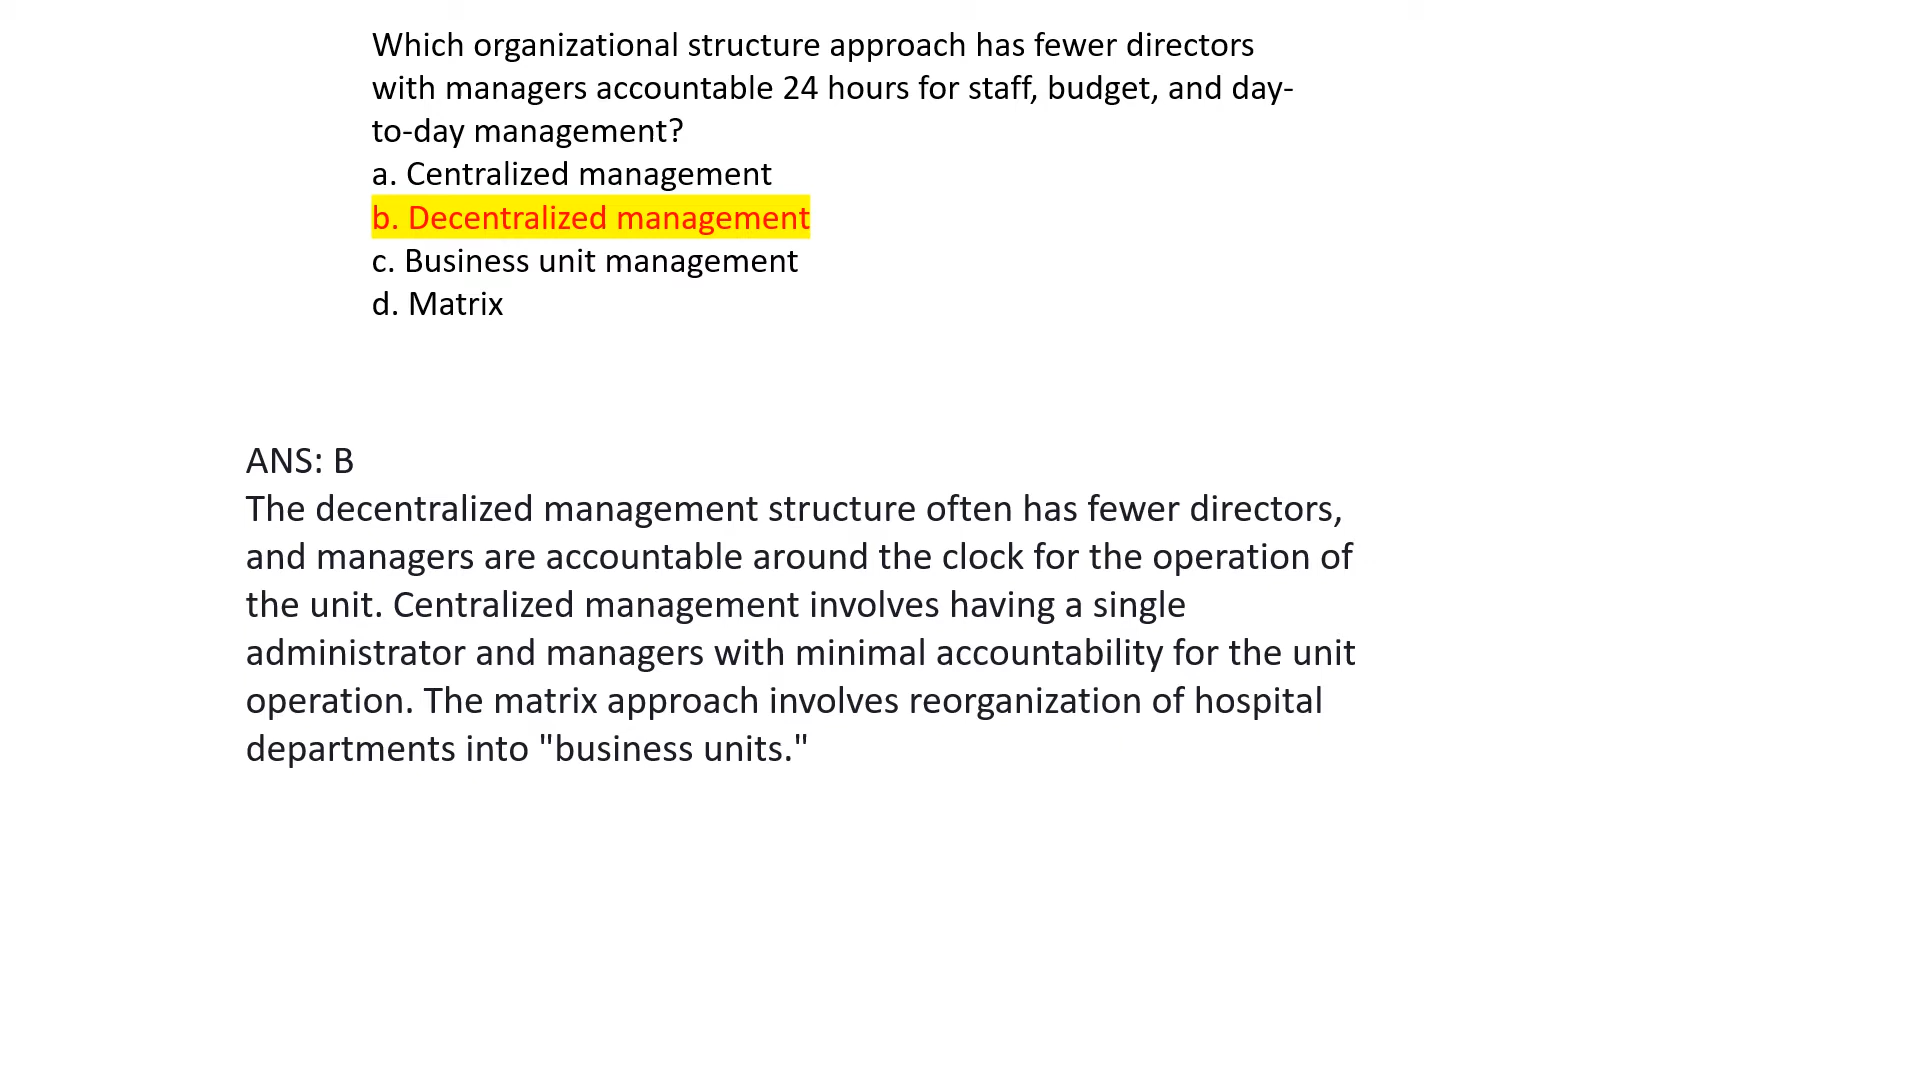 Which organizational structure approach has fewer directors
with managers accountable 24 hours for staff, budget, and day-
to-day management?
a. Centralized management
b. Decentralized management
c. Business unit management
d. Matrix
ANS: B
The decentralized management structure often has fewer directors,
and managers are accountable around the clock for the operation of
the unit. Centralized management involves having a single
administrator and managers with minimal accountability for the unit
operation. The matrix approach involves reorganization of hospital
departments into "business units."